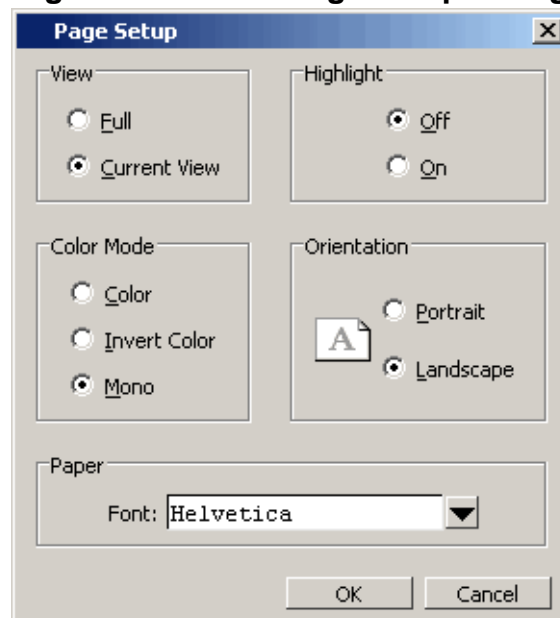 Page Setup
View
Full
Current View
Highlight
Off
On
Color Mode
Color
Invert Color
Mono
Orientation
A
Portrait
Landscape
Paper
Font: Helvetica
OK Cancel